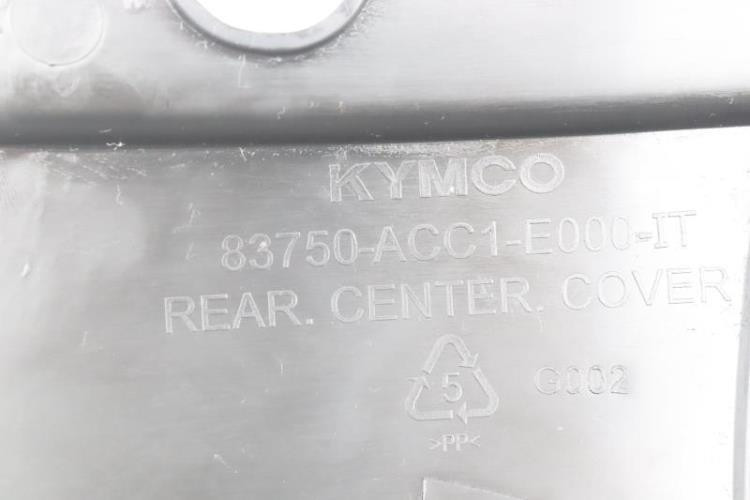 KYMCO
83750-ACC1-E000-IT
REAR. CENTER. COVER
5 G002
>PP<